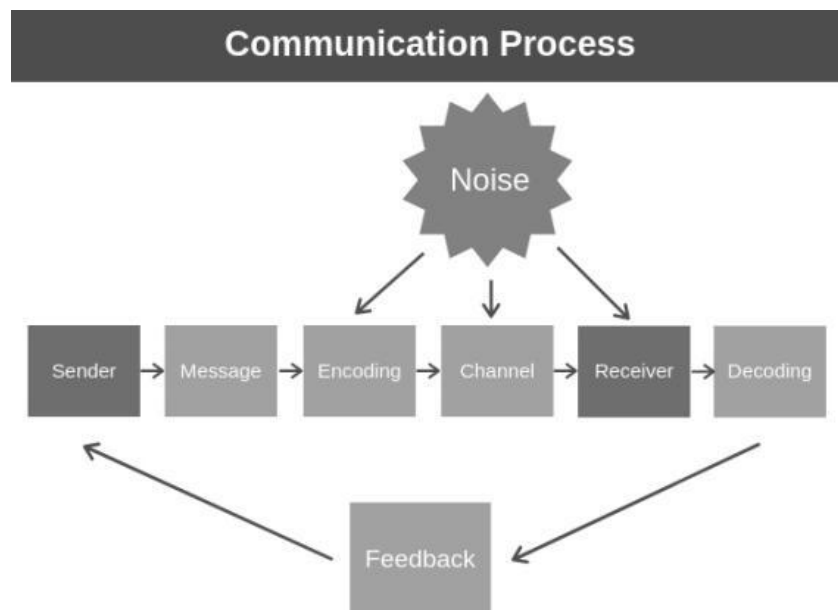 Communication Process
Noise
Sender
Message
Encoding
Channel
Receiver
Decoding
Feedback